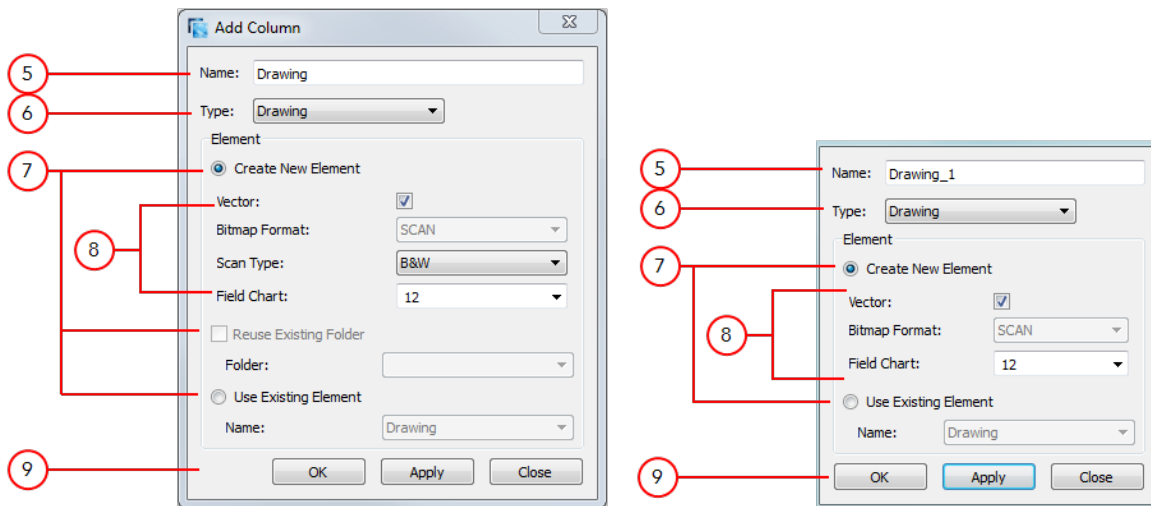 Add Column
5
Name: Drawing
6
Type: Drawing
Element
7
Create New Element
Vector:
8
Bitmap Format: SCAN
Scan Type: B&W
Field Chart: 12
Reuse Existing Folder
Folder:
Use Existing Element
Name: Drawing
9
OK Apply Close
5
Name: Drawing_1
6
Type: Drawing
Element
7
Create New Element
Vector:
8
Bitmap Format: SCAN
Field Chart: 12
Use Existing Element
Name: Drawing
9
OK Apply Close